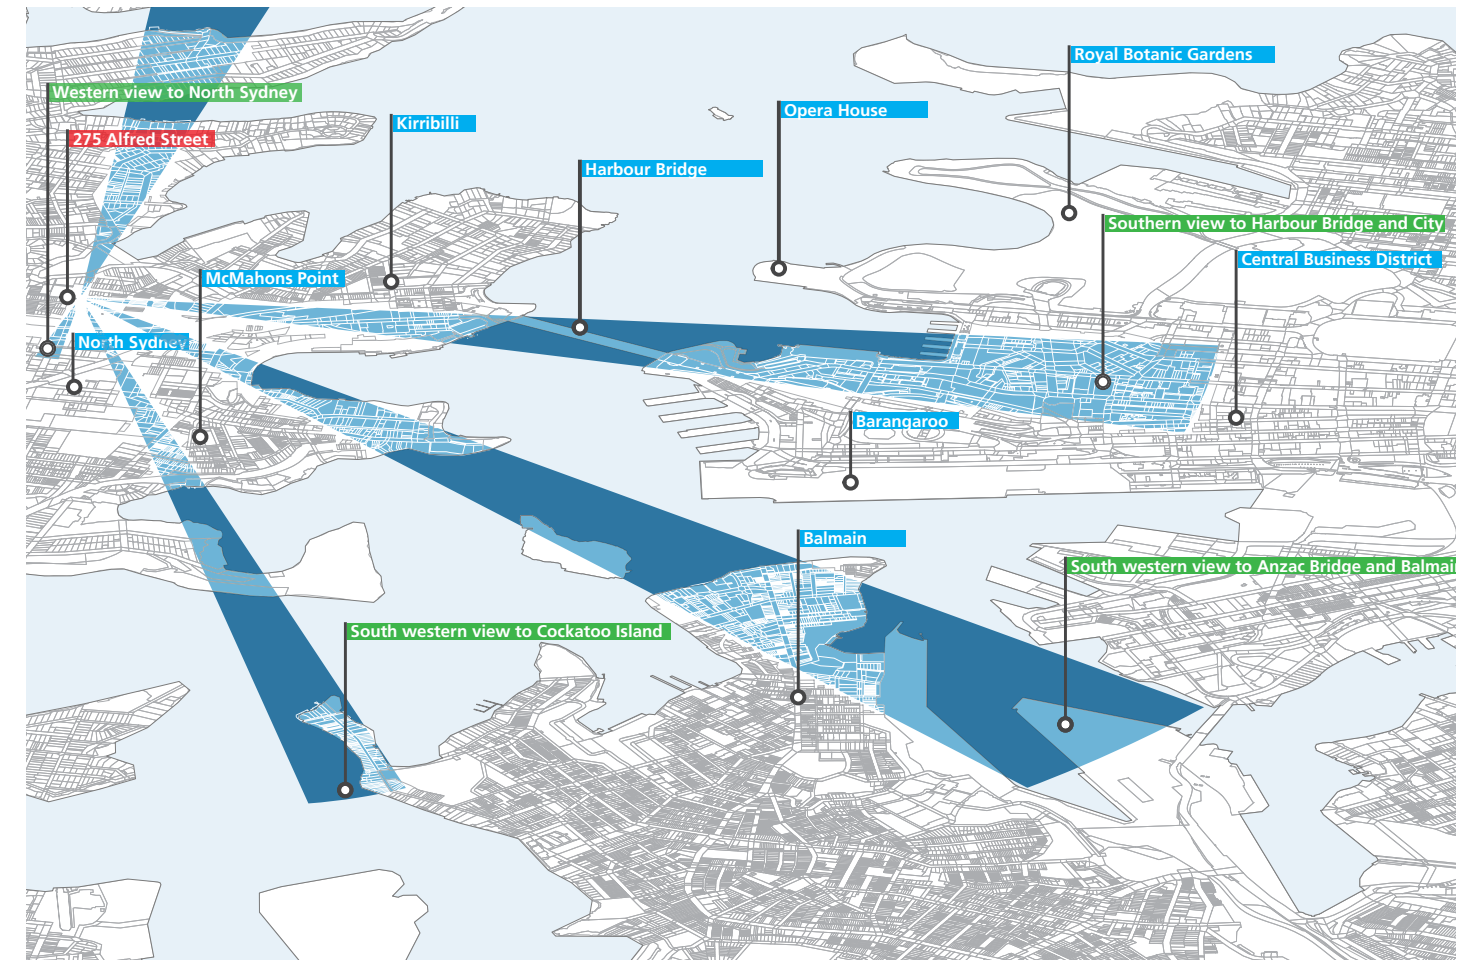 Royal Botanic Gardens
Western view to North Sydney
Opera House
Kirribilli
275 Alfred Street
Harbour Bridge
Southern view to Harbour Bridge and City
Central Business District
McMahons Point
North Sydney
Barangaroo
Balmain
South western view to Anzac Bridge and Balmain
South western view to Cockatoo Island